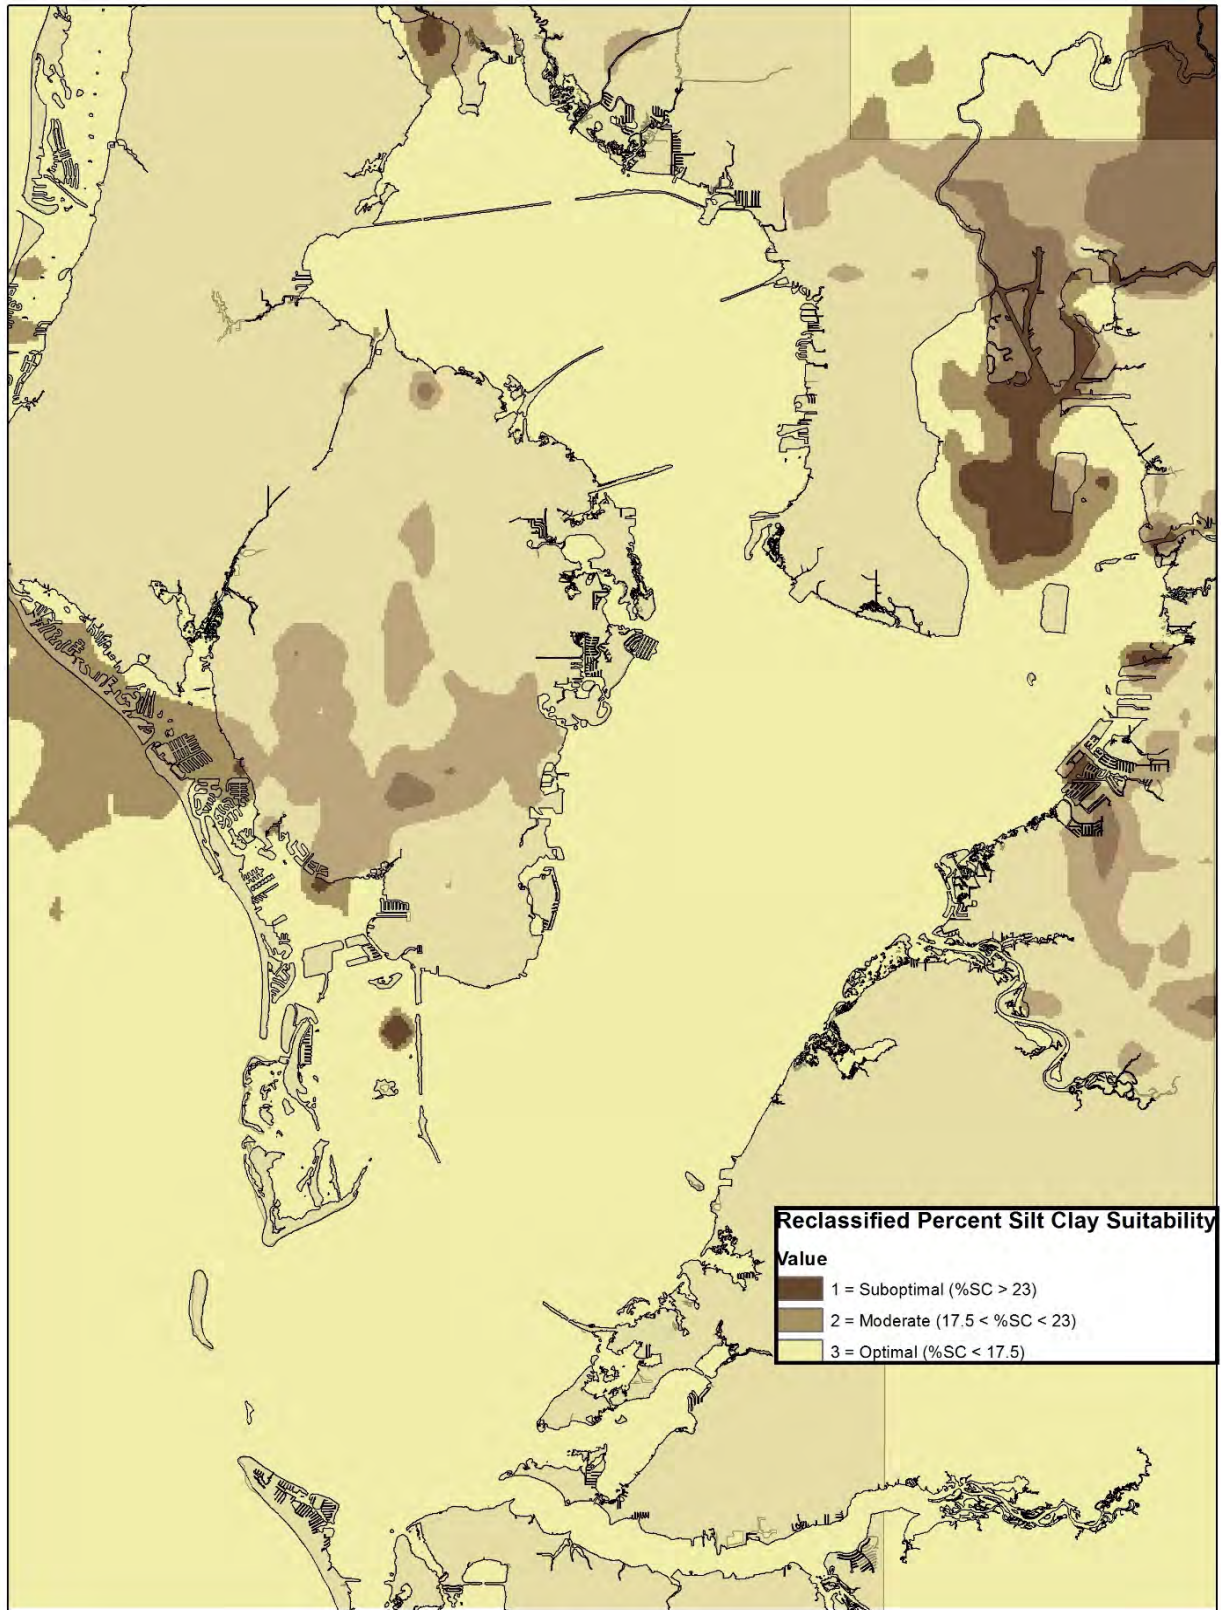 Reclassified Percent Silt Clay Suitability
Value
1 = Suboptimal (%SC > 23)
2 = Moderate (17.5 < %SC < 23)
3 = Optimal (%SC < 17.5)